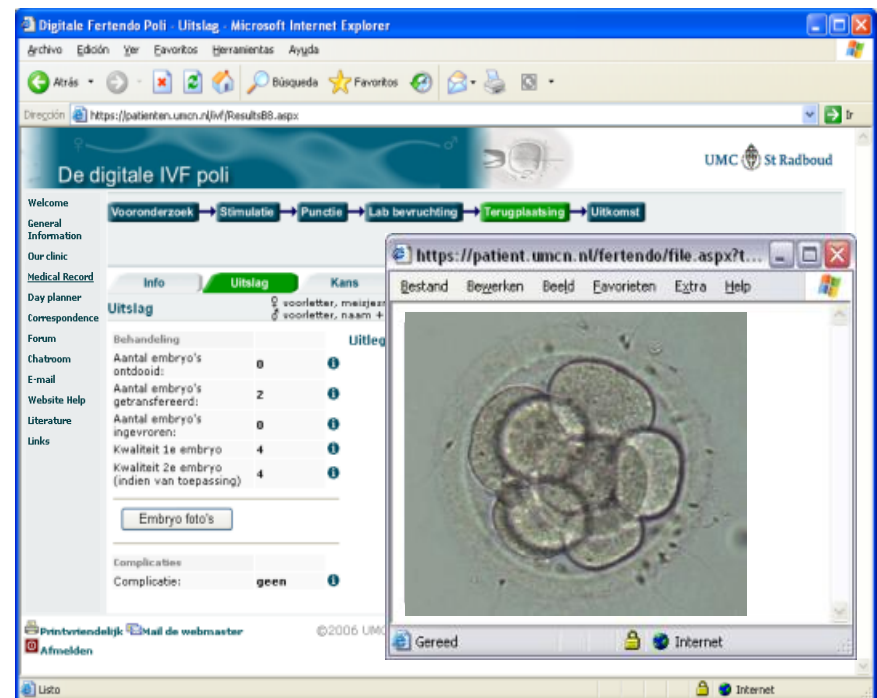 Digitale Fertendo Poli - Uitslag - Microsoft Internet Explorer
Archivo Edición Ver Favoritos Herramientas Ayuda
Atrás Búsqueda Favoritos
Dirección https://patienten.umcn.nl/ivf/ResultsBB.aspx Ir
De digitale IVF poli
UMC St Radboud
Welcome
General
Information
Our clinic
Medical Record
Day planner
Correspondence
Forum
Chatroom
E-mail
Website Help
Literature
Links
Vooronderzoek Stimulatie Punctie Lab bevruchting Terugplaatsing Uitkomst
Info Uitslag Kans
Uitslag
♀ voorletter,
♂ voorletter, naam +
Behandeling Uitleg
Aantal embryo's
ontdooid: 0
Aantal embryo's
getransfereerd: 2
Aantal embryo's
ingevroren: 0
Kwaliteit 1e embryo 4
Kwaliteit 2e embryo
(indien van toepassing) 4
Embryo foto's
Complicaties
Complicatie: geen
Printvriendelijk Mail de webmaster ©2006 UMC
Afmelden
Listo Internet
https://patient.umcn.nl/fertendo/file.aspx?t...
Bestand Bewerken Beeld Favorieten Extra Help
Gereed Internet